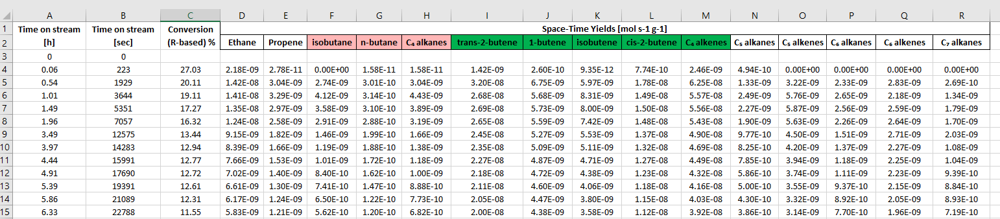 A B C D E F G H I J K L M N O P Q R
1 Time on stream Time on stream Conversion Space-Time Yields [mol s-1 g-1]
2 [h] [sec] (R-based) % Ethane Propene isobutane n-butane C₄ alkanes trans-2-butene 1-butene isobutene cis-2-butene C₄ alkenes C₅ alkanes C₅ alkenes C₆ alkanes C₆ alkenes C₇ alkanes
3 0 0
4 0.06 223 27.03 2.18E-09 2.78E-11 0.00E+00 1.58E-11 1.58E-11 1.42E-09 2.60E-10 9.35E-12 7.74E-10 2.46E-09 4.94E-10 0.00E+00 0.00E+00 0.00E+00 0.00E+00
5 0.54 1929 20.11 1.42E-08 3.04E-09 2.74E-09 3.01E-10 3.04E-09 3.20E-08 6.75E-09 5.97E-09 1.78E-08 6.25E-08 1.33E-09 3.22E-09 2.33E-09 2.83E-09 2.69E-10
6 1.01 3644 19.11 1.41E-08 3.29E-09 4.12E-09 3.14E-10 4.43E-09 2.68E-08 5.68E-09 8.31E-09 1.49E-08 5.57E-08 2.49E-09 5.76E-09 2.65E-09 2.18E-09 1.34E-09
7 1.49 5351 17.27 1.35E-08 2.97E-09 3.58E-09 3.10E-10 3.89E-09 2.69E-08 5.73E-09 8.00E-09 1.50E-08 5.56E-08 2.27E-09 5.87E-09 2.56E-09 2.59E-09 1.79E-09
8 1.96 7057 16.32 1.24E-08 2.58E-09 2.91E-09 2.88E-10 3.19E-09 2.65E-08 5.59E-09 7.42E-09 1.48E-08 5.43E-08 1.90E-09 5.63E-09 2.26E-09 2.64E-09 1.70E-09
9 3.49 12575 13.44 9.15E-09 1.82E-09 1.46E-09 1.99E-10 1.66E-09 2.45E-08 5.27E-09 5.53E-09 1.37E-08 4.90E-08 9.77E-10 4.50E-09 1.51E-09 2.71E-09 2.03E-09
10 3.97 14283 12.94 8.39E-09 1.66E-09 1.19E-09 1.88E-10 1.38E-09 2.35E-08 5.09E-09 5.11E-09 1.32E-08 4.69E-08 8.25E-10 4.20E-09 1.37E-09 2.27E-09 1.08E-09
11 4.44 15991 12.77 7.66E-09 1.53E-09 1.01E-09 1.72E-10 1.18E-09 2.27E-08 4.87E-09 4.71E-09 1.27E-08 4.49E-08 7.85E-10 3.94E-09 1.18E-09 2.25E-09 1.04E-09
12 4.91 17690 12.72 7.02E-09 1.40E-09 8.40E-10 1.62E-10 1.00E-09 2.18E-08 4.72E-09 4.38E-09 1.23E-08 4.32E-08 5.86E-10 3.74E-09 1.11E-09 2.23E-09 9.39E-10
13 5.39 19391 12.61 6.61E-09 1.30E-09 7.41E-10 1.47E-10 8.88E-10 2.11E-08 4.60E-09 4.06E-09 1.18E-08 4.16E-08 5.00E-10 3.55E-09 9.37E-10 2.15E-09 8.84E-10
14 5.86 21089 12.31 6.17E-09 1.24E-09 6.50E-10 1.22E-10 7.73E-10 2.05E-08 4.47E-09 3.80E-09 1.15E-08 4.03E-08 4.30E-10 3.32E-09 8.92E-10 2.05E-09 8.93E-10
15 6.33 22788 11.55 5.83E-09 1.21E-09 5.62E-10 1.20E-10 6.82E-10 2.00E-08 4.38E-09 3.58E-09 1.12E-08 3.92E-08 3.86E-10 3.14E-09 7.70E-10 1.96E-09 7.19E-10